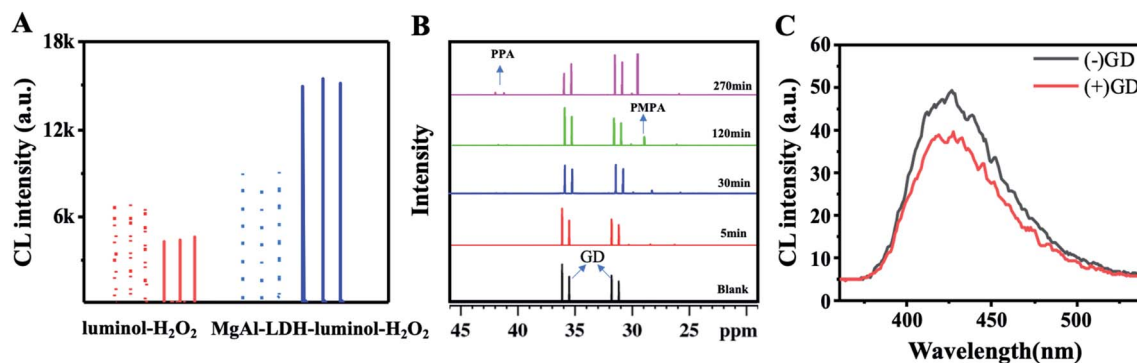 A
18k
12k
6k
CL intensity (a.u.)
luminol-H₂O₂
MgAl-LDH-luminol-H₂O₂
B
PPA
270min
PMPA
120min
30min
5min
GD
Blank
Intensity
45
40
35
30
25
20
ppm
C
60
50
40
30
20
10
0
CL intensity (a.u.)
(-)GD
(+)GD
400
450
500
Wavelength(nm)